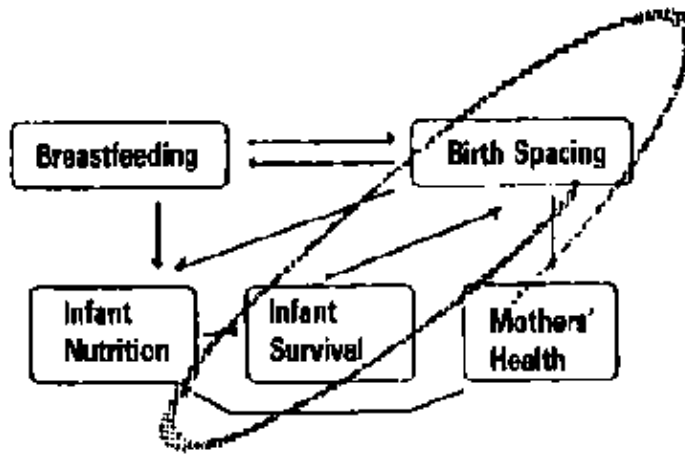 Breastfeeding
Birth Spacing
Infant
Nutrition
Infant
Survival
Mothers'
Health